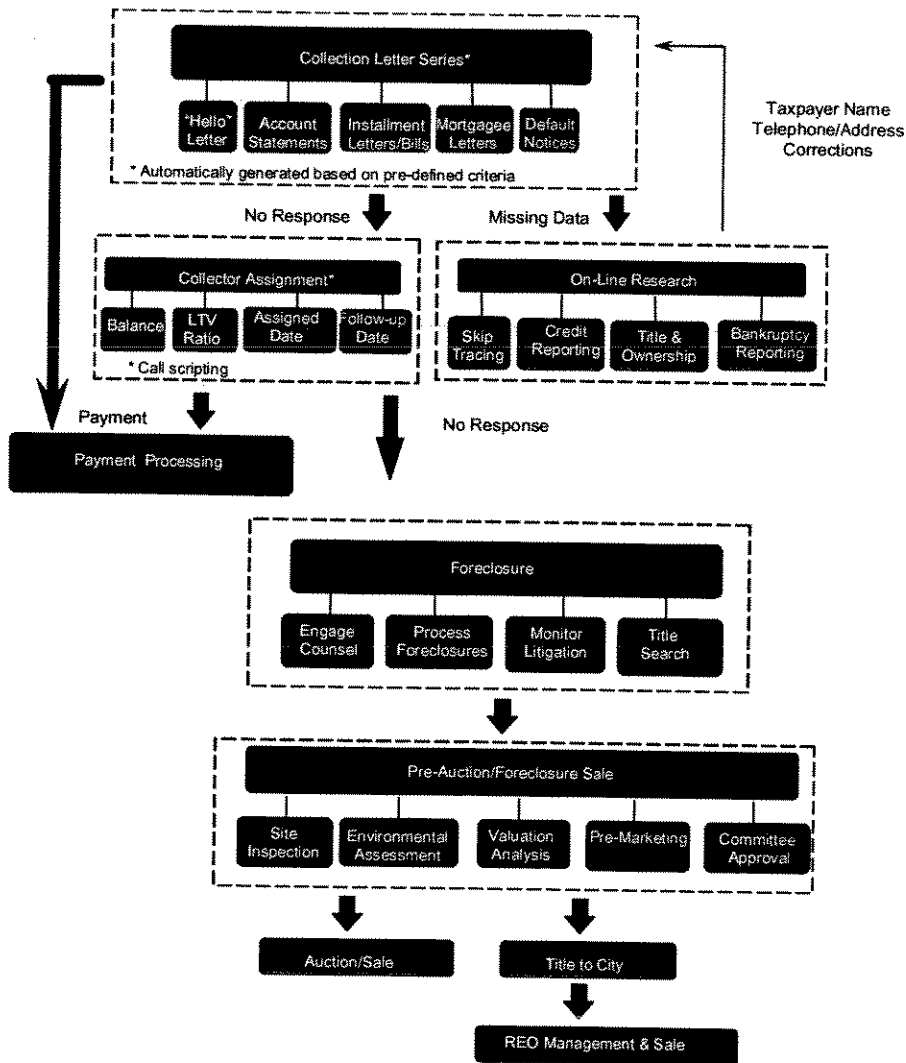 Collection Letter Series*
"Hello"
Letter
Account
Statements
Installment
Letters/Bills
Mortgagee
Letters
Default
Notices
* Automatically generated based on pre-defined criteria
Taxpayer Name
Telephone/Address
Corrections
No Response
Missing Data
Collector Assignment*
Balance
LTV
Ratio
Assigned
Date
Follow-up
Date
* Call scripting
On-Line Research
Skip
Tracing
Credit
Reporting
Title &
Ownership
Bankruptcy
Reporting
Payment
No Response
Payment Processing
Foreclosure
Engage
Counsel
Process
Foreclosures
Monitor
Litigation
Title
Search
Pre-Auction/Foreclosure Sale
Site
Inspection
Environmental
Assessment
Valuation
Analysis
Pre-Marketing
Committee
Approval
Auction/Sale
Title to City
REO Management & Sale